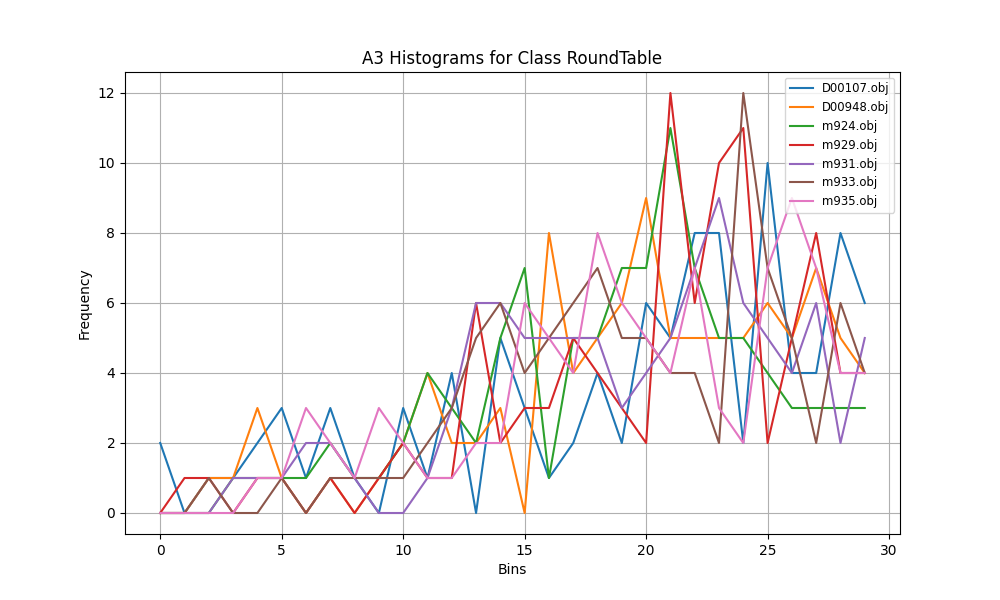 A3 Histograms for Class RoundTable
D00107.obj
D00948.obj
m924.obj
m929.obj
m931.obj
m933.obj
m935.obj
Frequency
12
10
8
6
4
2
0
0 5 10 15 20 25 30
Bins